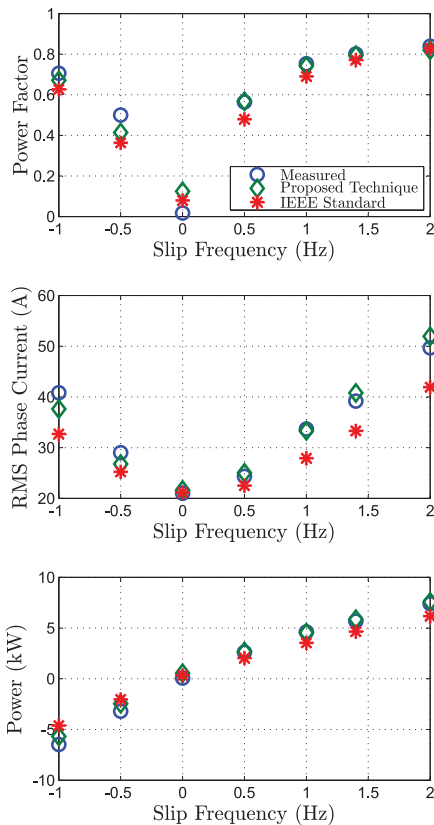 1
0.8
0.6
0.4
0.2
0
Power Factor
Measured
Proposed Technique
IEEE Standard
-1 -0.5 0 0.5 1 1.5 2
Slip Frequency (Hz)
60
50
40
30
20
RMS Phase Current (A)
-1 -0.5 0 0.5 1 1.5 2
Slip Frequency (Hz)
10
5
0
-5
-10
Power (kW)
-1 -0.5 0 0.5 1 1.5 2
Slip Frequency (Hz)